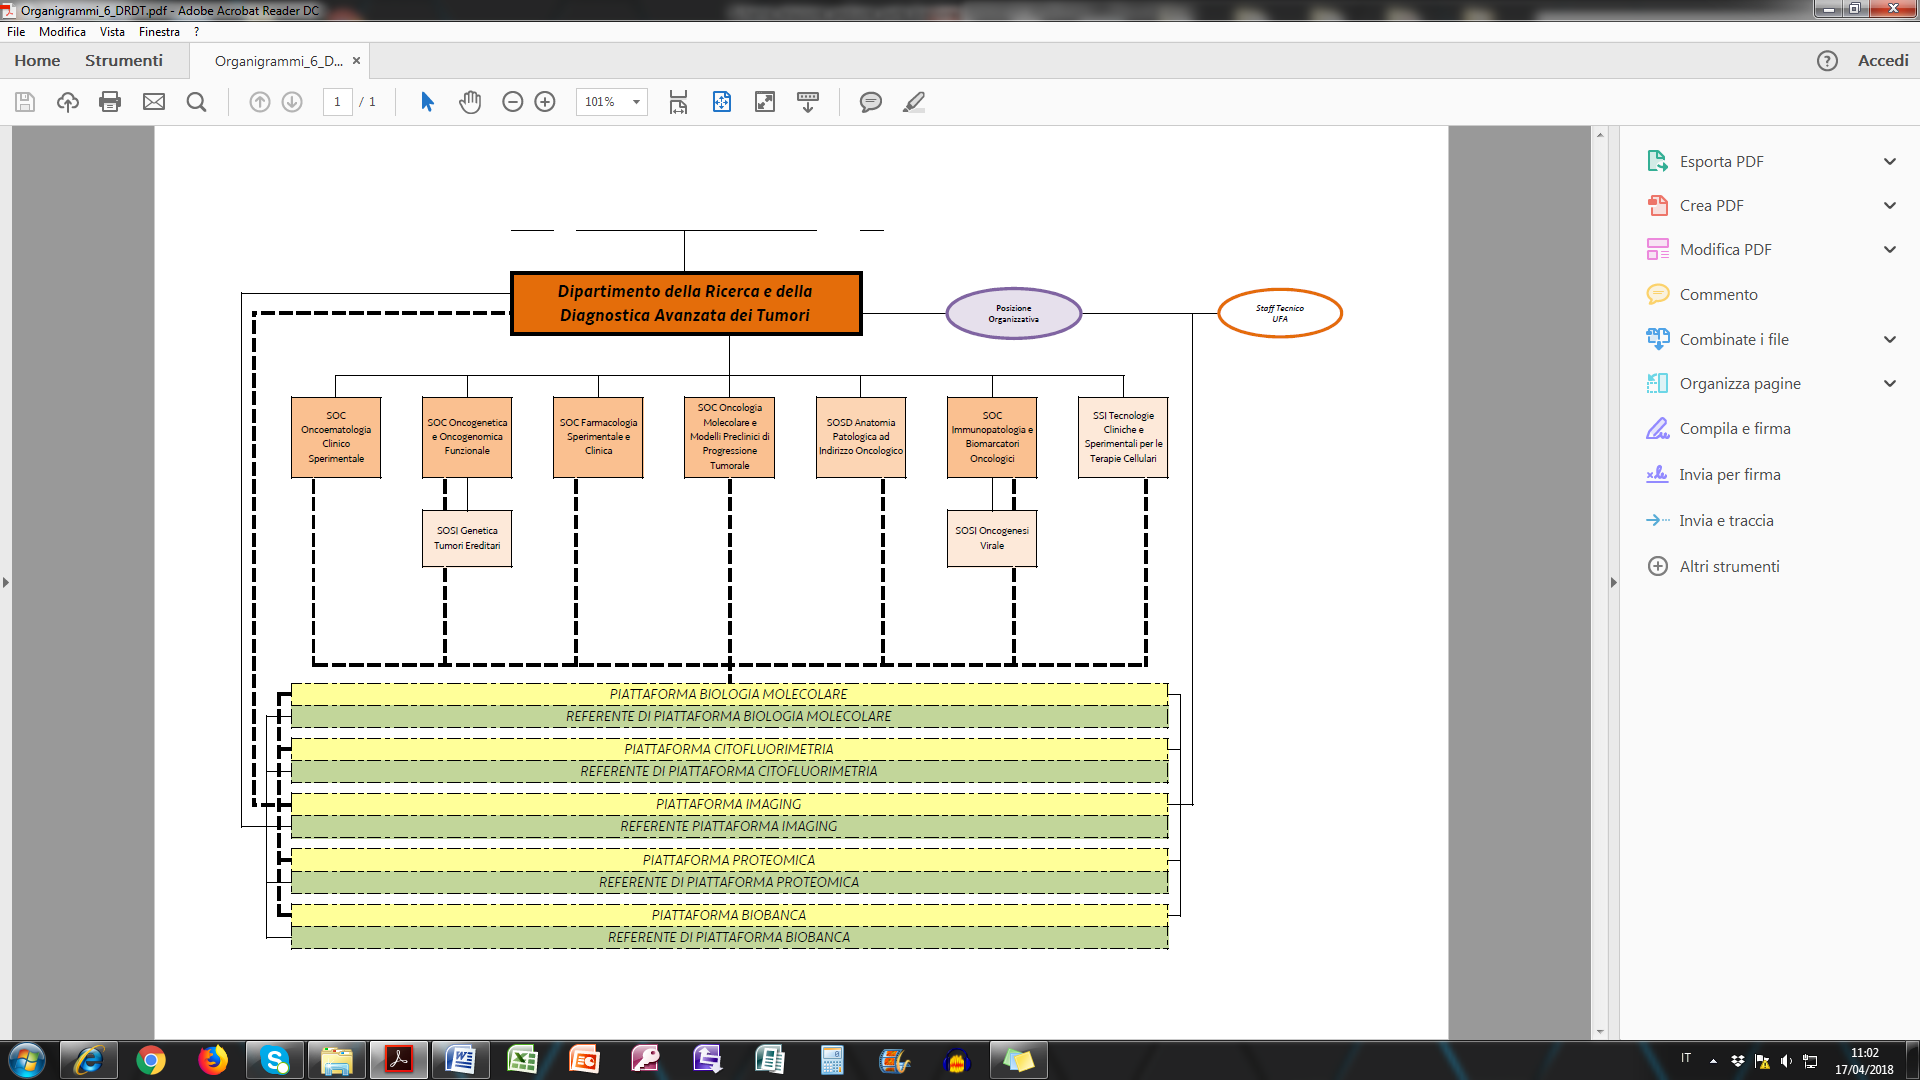 Organigrammi_6_DRDT.pdf - Adobe Acrobat Reader DC
File Modifica Vista Finestra ?
Home Strumenti Organigrammi_6_D... × Accedi
1 / 1 101%
Dipartimento della Ricerca e della
Diagnostica Avanzata dei Tumori
Posizione
Organizzativa
Staff Tecnico
UFA
SOC
Oncoematologia
Clinico
Sperimentale
SOC Oncogenetica
e Oncogenomica
Funzionale
SOC Farmacologia
Sperimentale e
Clinica
SOC Oncologia
Molecolare e
Modelli Preclinici di
Progressione
Tumorale
SOSD Anatomia
Patologica ad
Indirizzo Oncologico
SOC
Immunopatologia e
Biomarcatori
Oncologici
SSI Tecnologie
Cliniche e
Sperimentali per le
Terapie Cellulari
SOSI Genetica
Tumori Ereditari
SOSI Oncogenesi
Virale
PIATTAFORMA BIOLOGIA MOLECOLARE
REFERENTE DI PIATTAFORMA BIOLOGIA MOLECOLARE
PIATTAFORMA CITOFLUORIMETRIA
REFERENTE DI PIATTAFORMA CITOFLUORIMETRIA
PIATTAFORMA IMAGING
REFERENTE PIATTAFORMA IMAGING
PIATTAFORMA PROTEOMICA
REFERENTE DI PIATTAFORMA PROTEOMICA
PIATTAFORMA BIOBANCA
REFERENTE DI PIATTAFORMA BIOBANCA
Esporta PDF
Crea PDF
Modifica PDF
Commento
Combinate i file
Organizza pagine
Compila e firma
Invia per firma
Invia e traccia
Altri strumenti
IT
11:02
17/04/2018